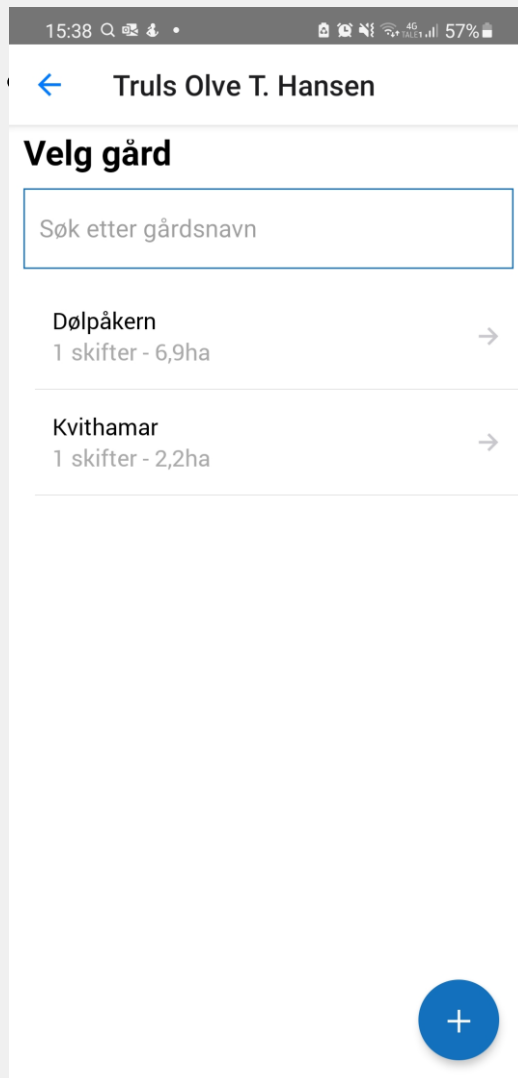 15:38 57%
Truls Olve T. Hansen
Velg gård
Søk etter gårdsnavn
Dølpåkern
1 skifter - 6,9ha
Kvithamar
1 skifter - 2,2ha